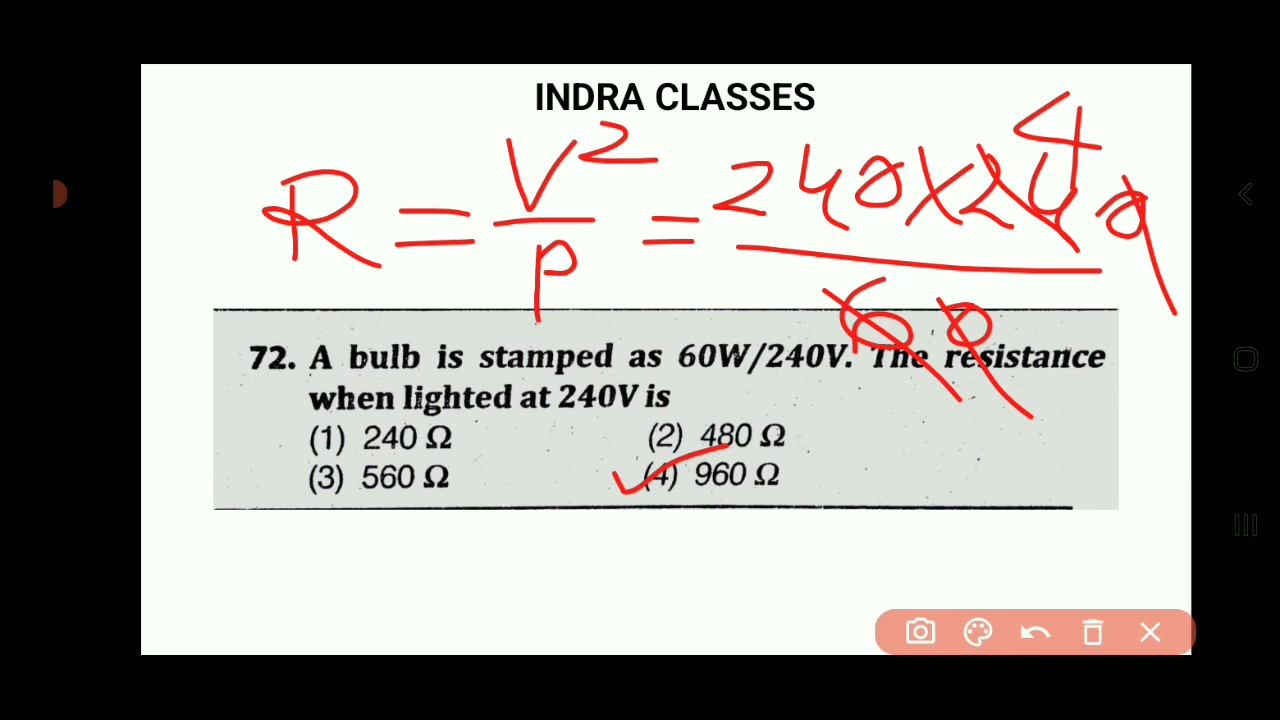 INDRA CLASSES
R = V² / P = 240 x 240 / 60
4
72. A bulb is stamped as 60W/240V. The resistance
when lighted at 240V is
(1) 240 Ω (2) 480 Ω
(3) 560 Ω (4) 960 Ω